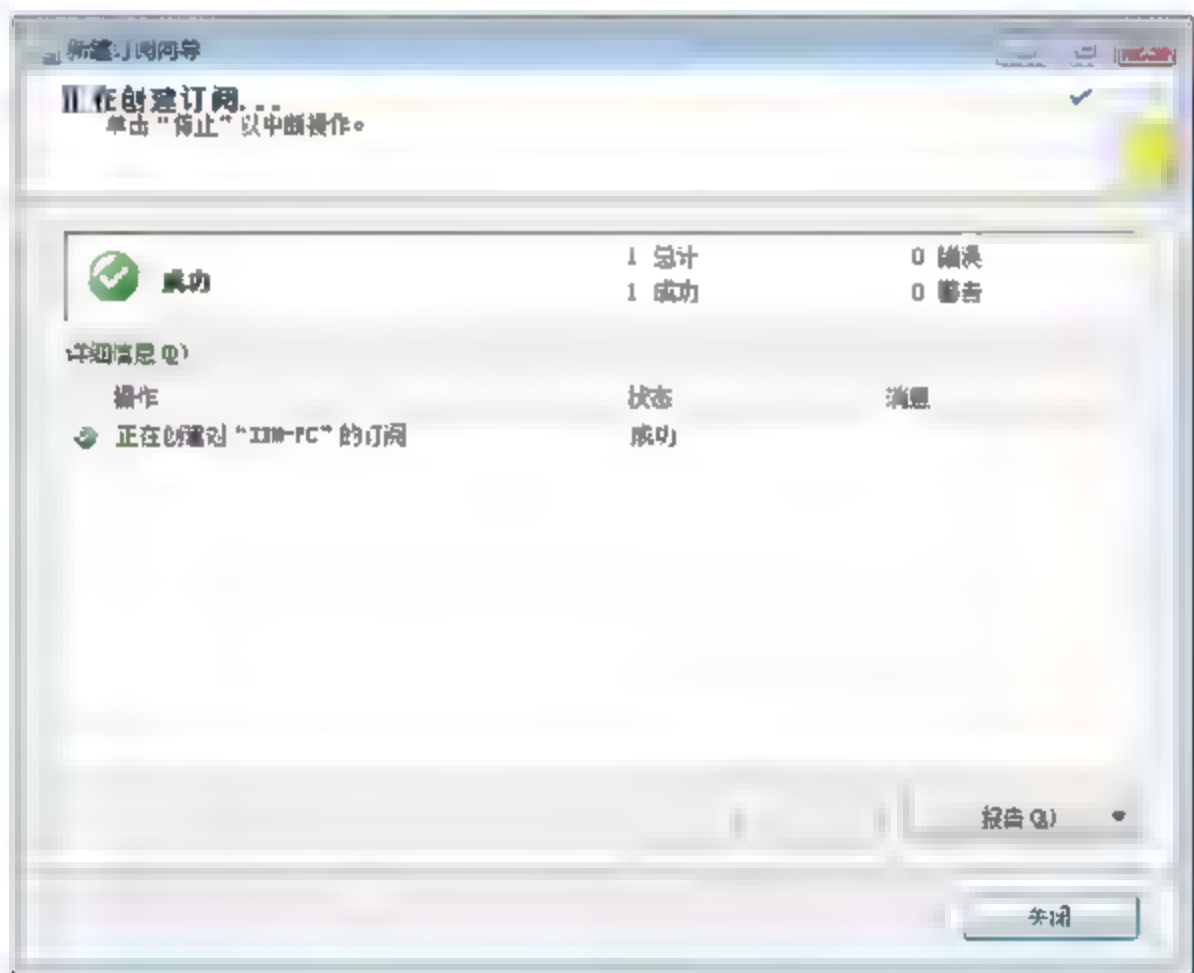 新建订阅向导
正在创建订阅...
单击“停止”以中断操作。
成功
1 总计
0 错误
1 成功
0 警告
详细信息(D)
操作 状态 消息
正在创建对 的订阅 成功
报告(R)
关闭